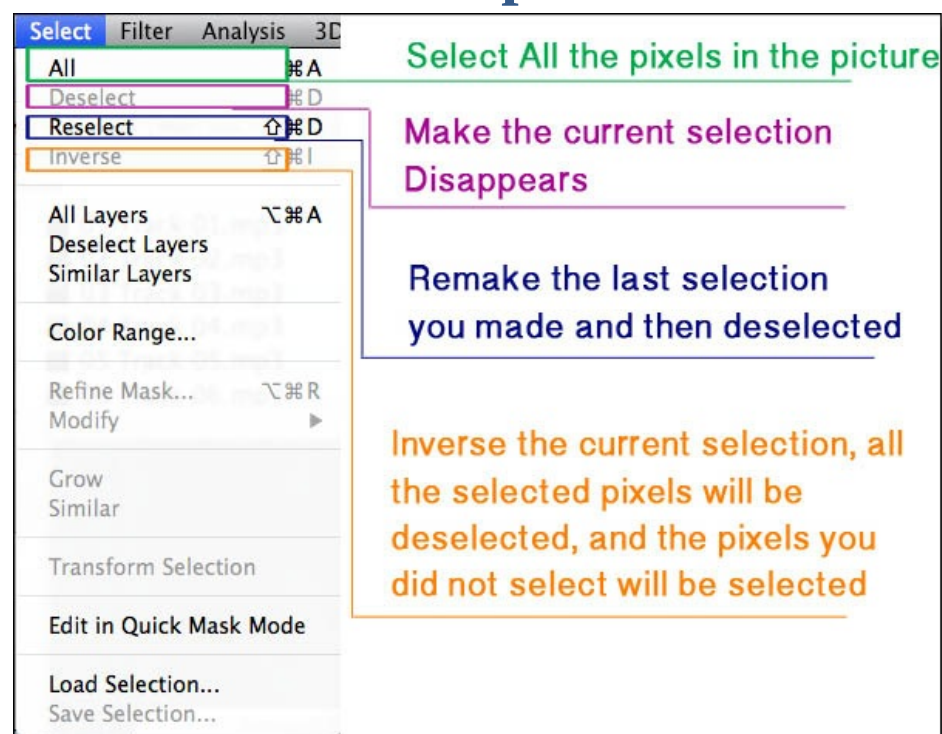 p
Select Filter Analysis 3D
All ⌘A
Deselect ⌘D
Reselect ⇧⌘D
Inverse ⇧⌘I
All Layers ⌥⌘A
Deselect Layers
Similar Layers
Color Range...
Refine Mask... ⌥⌘R
Modify ▶
Grow
Similar
Transform Selection
Edit in Quick Mask Mode
Load Selection...
Save Selection...
Select All the pixels in the picture
Make the current selection
Disappears
Remake the last selection
you made and then deselected
Inverse the current selection, all
the selected pixels will be
deselected, and the pixels you
did not select will be selected